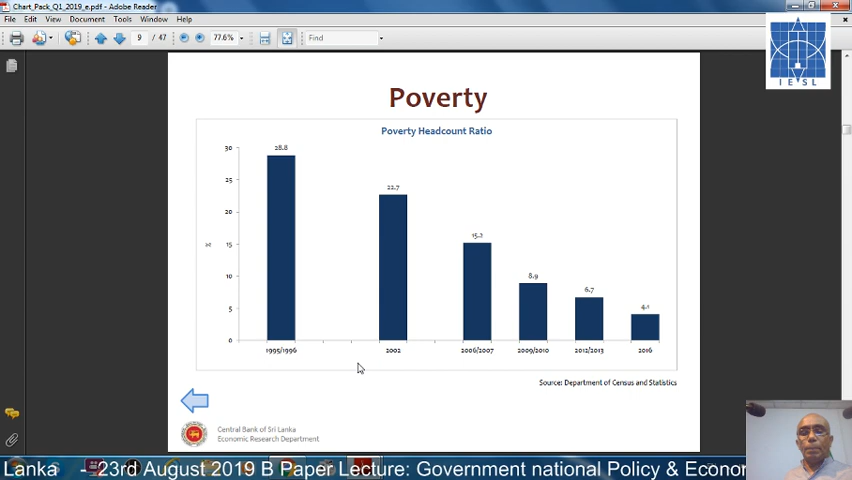 Chart_Pack_Q1_2019_e.pdf - Adobe Reader
File Edit View Document Tools Window Help
9 / 47 77.6% Find
IESL
Poverty
Poverty Headcount Ratio
30
25
20
15
10
5
0
%
28.8
22.7
15.2
8.9
6.7
4.1
1995/1996 2002 2006/2007 2009/2010 2012/2013 2016
Source: Department of Census and Statistics
Central Bank of Sri Lanka
Economic Research Department
Lanka - 23rd August 2019 B Paper Lecture: Government national Policy & Econo